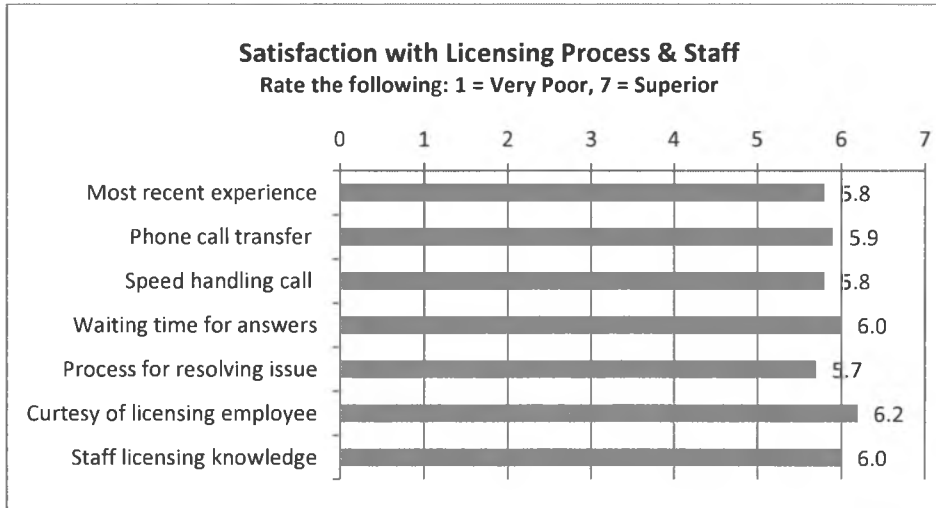 Satisfaction with Licensing Process & Staff
Rate the following: 1 = Very Poor, 7 = Superior
0 1 2 3 4 5 6 7
Most recent experience 5.8
Phone call transfer 5.9
Speed handling call 5.8
Waiting time for answers 6.0
Process for resolving issue 5.7
Curtesy of licensing employee 6.2
Staff licensing knowledge 6.0